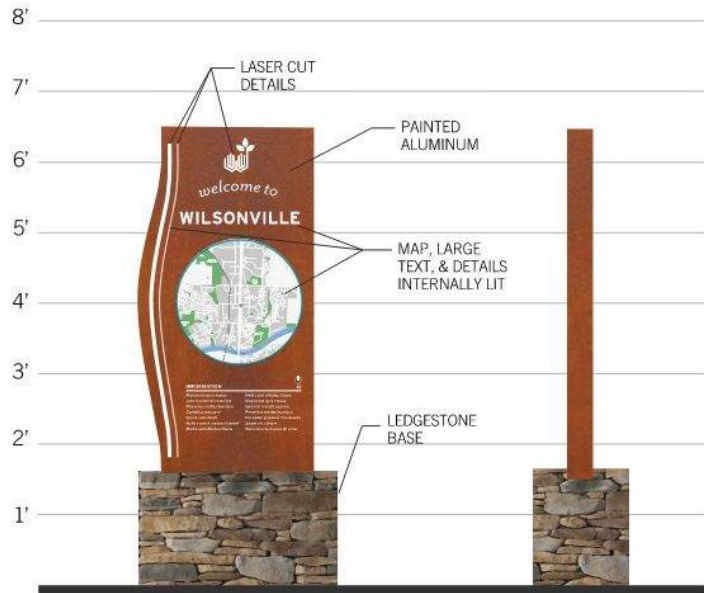 8'
LASER CUT
DETAILS
7'
PAINTED
ALUMINUM
6'
welcome to
WILSONVILLE
5'
MAP, LARGE
TEXT, & DETAILS
INTERNALLY LIT
4'
3'
INFORMATION
LEDGESTONE
BASE
2'
1'